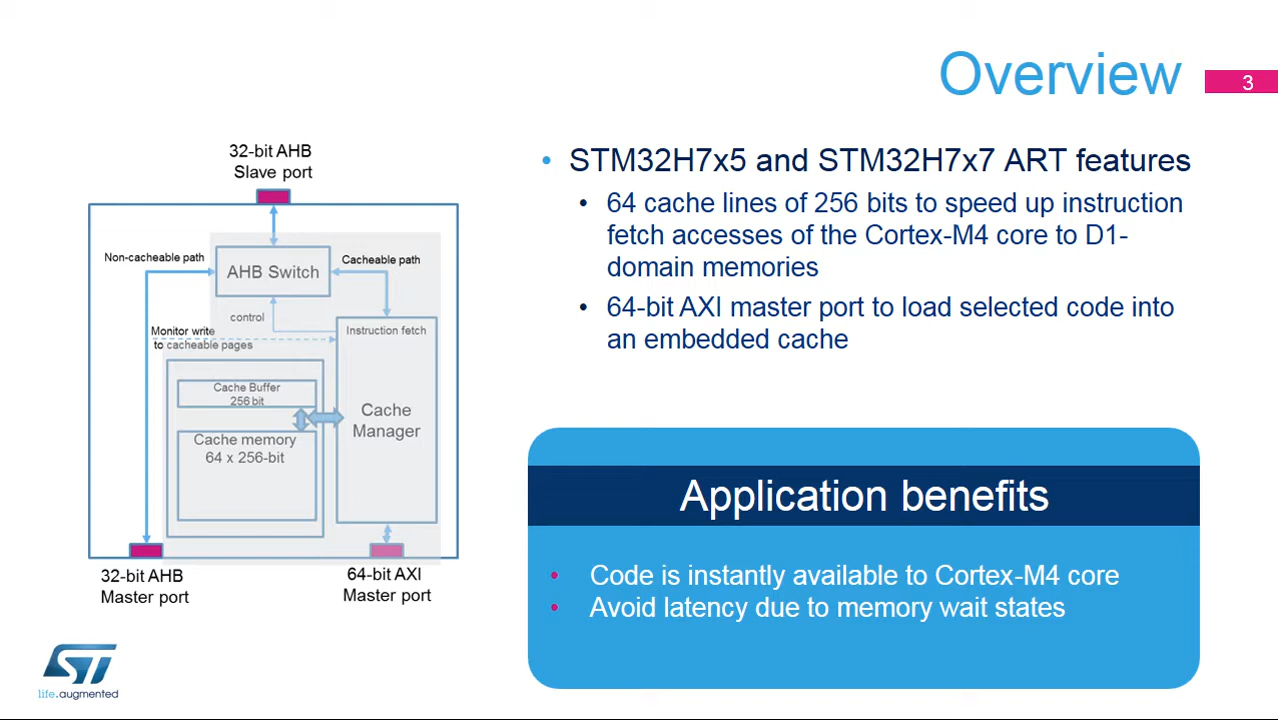 Overview
3
32-bit AHB
Slave port
Non-cacheable path
AHB Switch
Cacheable path
control
Monitor write
to cacheable pages
Instruction fetch
Cache Buffer
256 bit
Cache memory
64 x 256-bit
Cache
Manager
32-bit AHB
Master port
64-bit AXI
Master port
• STM32H7x5 and STM32H7x7 ART features
• 64 cache lines of 256 bits to speed up instruction
fetch accesses of the Cortex-M4 core to D1-
domain memories
• 64-bit AXI master port to load selected code into
an embedded cache
Application benefits
• Code is instantly available to Cortex-M4 core
• Avoid latency due to memory wait states
ST
life.augmented